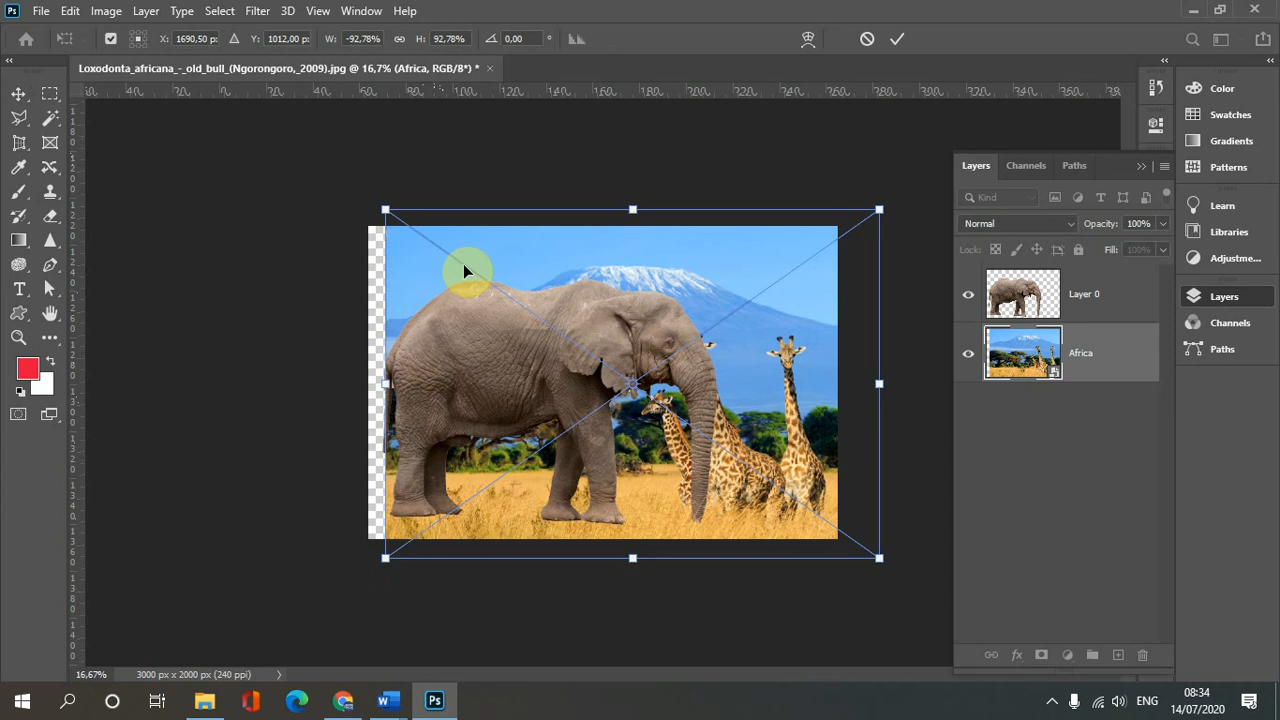 Ps File Edit Image Layer Type Select Filter 3D View Window Help
X: 1690,50 p: Y: 1012,00 p: W: -92,78% H: 92,78% 0,00 °
Loxodonta_africana_-_old_bull_(Ngorongoro,_2009).jpg @ 16,7% (Africa, RGB/8*) *
Layers Channels Paths
Kind
Normal Opacity: 100%
Lock: Fill: 100%
Layer 0
Africa
Color
Swatches
Gradients
Patterns
Learn
Libraries
Adjustme...
Layers
Channels
Paths
16,67% 3000 px x 2000 px (240 ppi)
W Ps ENG 08:34
14/07/2020